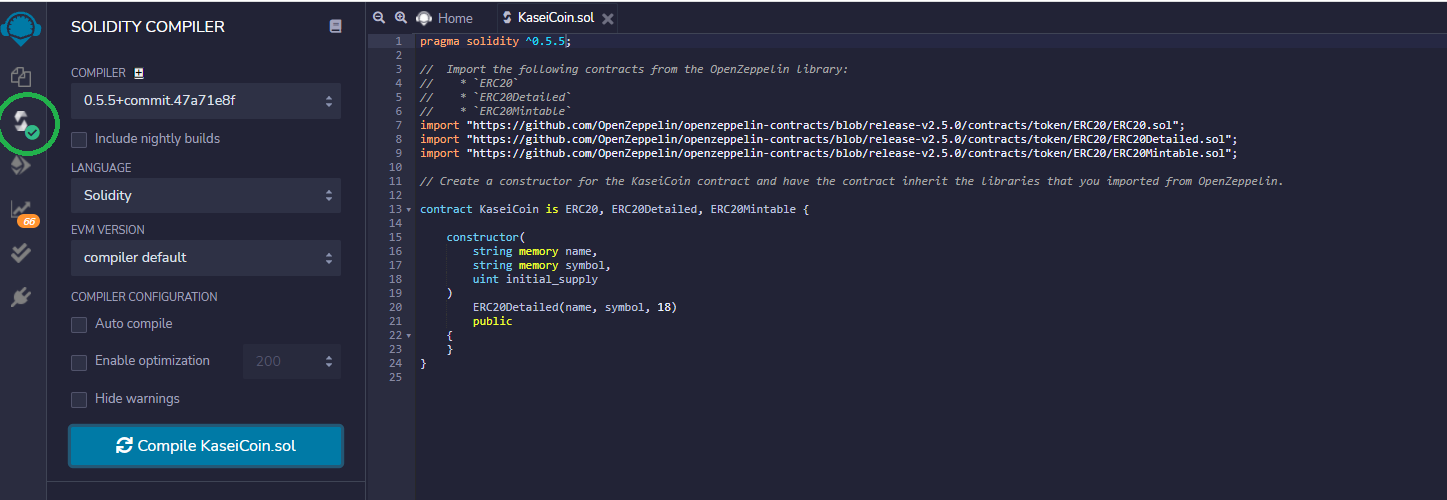 SOLIDITY COMPILER
COMPILER
0.5.5+commit.47a71e8f
Include nightly builds
LANGUAGE
Solidity
EVM VERSION
compiler default
COMPILER CONFIGURATION
Auto compile
Enable optimization
200
Hide warnings
Compile KaseiCoin.sol
66
Home
KaseiCoin.sol
1 pragma solidity ^0.5.5;
2
3 //  Import the following contracts from the OpenZeppelin library:
4 //    * `ERC20`
5 //    * `ERC20Detailed`
6 //    * `ERC20Mintable`
7 import "https://github.com/OpenZeppelin/openzeppelin-contracts/blob/release-v2.5.0/contracts/token/ERC20/ERC20.sol";
8 import "https://github.com/OpenZeppelin/openzeppelin-contracts/blob/release-v2.5.0/contracts/token/ERC20/ERC20Detailed.sol";
9 import "https://github.com/OpenZeppelin/openzeppelin-contracts/blob/release-v2.5.0/contracts/token/ERC20/ERC20Mintable.sol";
10
11 // Create a constructor for the KaseiCoin contract and have the contract inherit the libraries that you imported from OpenZeppelin.
12
13 contract KaseiCoin is ERC20, ERC20Detailed, ERC20Mintable {
14
15     constructor(
16         string memory name,
17         string memory symbol,
18         uint initial_supply
19     )
20         ERC20Detailed(name, symbol, 18)
21         public
22     {
23     }
24 }
25